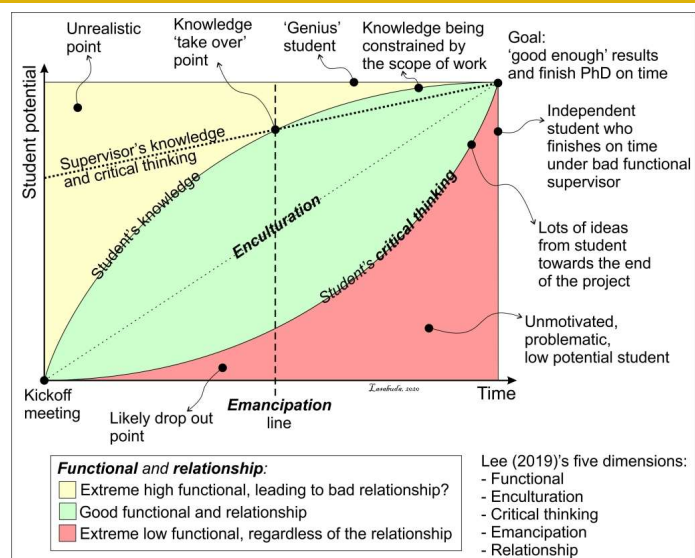 Unrealistic
point
Knowledge
'take over'
point
'Genius'
student
Knowledge being
constrained by
the scope of work
Goal:
'good enough' results
and finish PhD on time
Student potential
Supervisor's knowledge
and critical thinking
Student's knowledge
Enculturation
Student's critical thinking
Independent
student who
finishes on time
under bad functional
supervisor
Lots of ideas
from student
towards the end
of the project
Unmotivated,
problematic,
low potential student
Kickoff
meeting
Likely drop out
point
Emancipation
line
Time
Functional and relationship:
Extreme high functional, leading to bad relationship?
Good functional and relationship
Extreme low functional, regardless of the relationship
Lee (2019)'s five dimensions:
- Functional
- Enculturation
- Critical thinking
- Emancipation
- Relationship